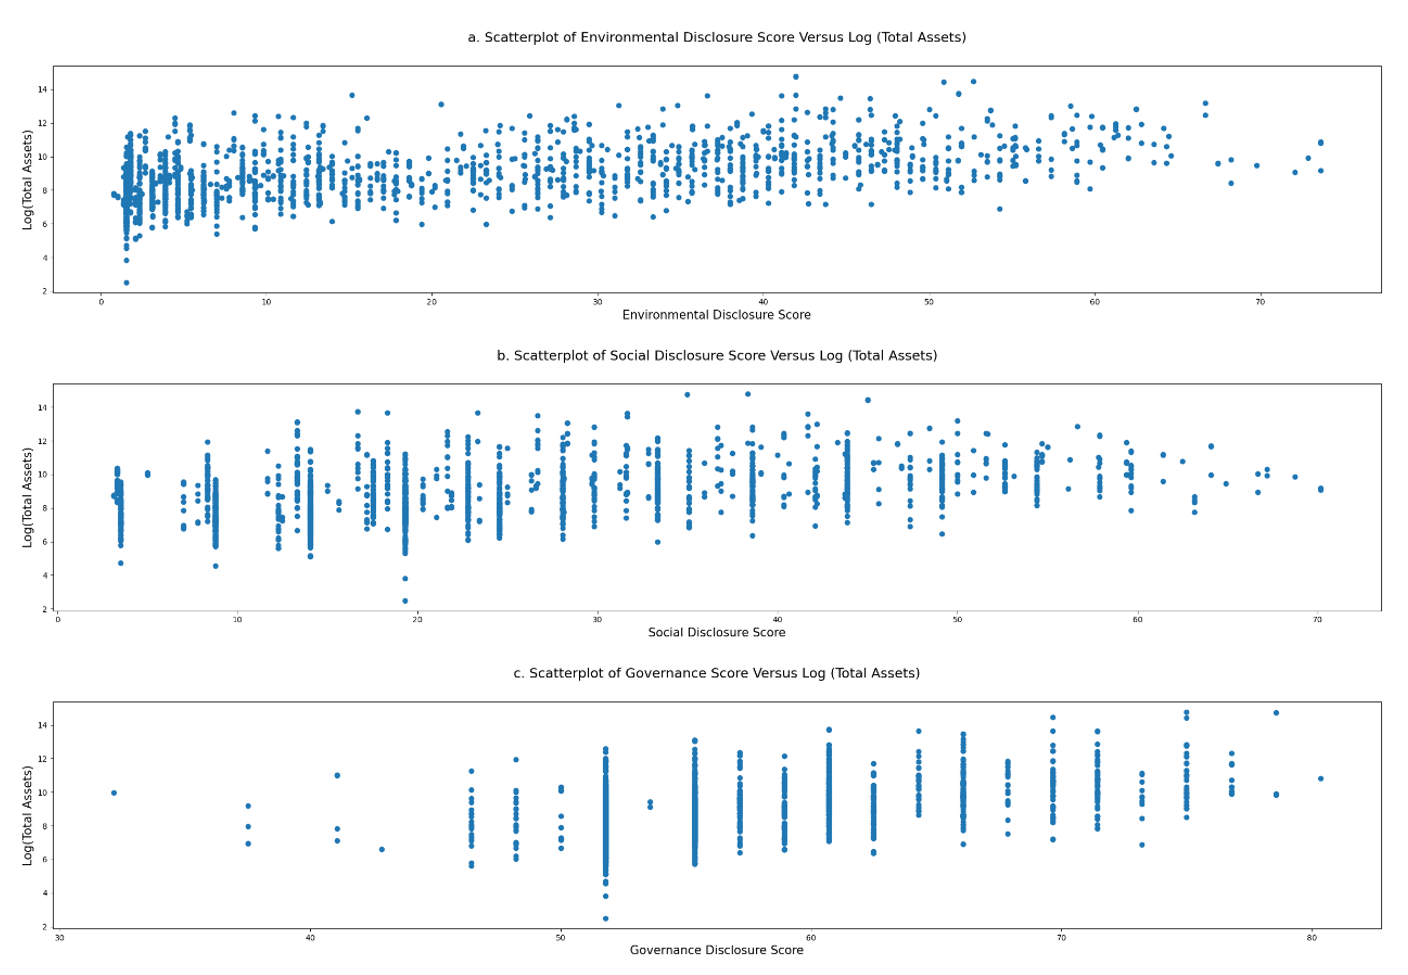 a. Scatterplot of Environmental Disclosure Score Versus Log (Total Assets)
Log(Total Assets)
14
12
10
8
6
4
2
0 10 20 30 40 50 60 70
Environmental Disclosure Score
b. Scatterplot of Social Disclosure Score Versus Log (Total Assets)
Log(Total Assets)
14
12
10
8
6
4
2
0 10 20 30 40 50 60 70
Social Disclosure Score
c. Scatterplot of Governance Score Versus Log (Total Assets)
Log(Total Assets)
14
12
10
8
6
4
2
30 40 50 60 70 80
Governance Disclosure Score